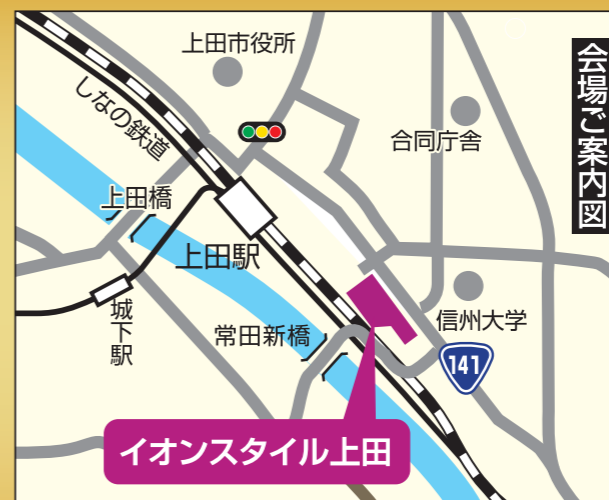 会場ご案内図
上田市役所
しなの鉄道
合同庁舎
上田橋
上田駅
城下駅
常田新橋
信州大学
141
イオンスタイル上田